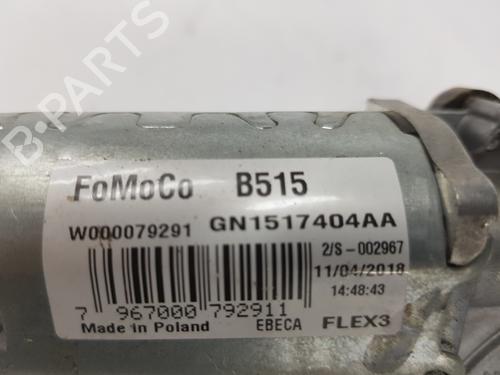 B-PARTS
FoMoCo B515
W000079291 GN1517404AA
2/S-002967
11/04/2018
14:48:43
7 967000 792911
Made in Poland EBECA FLEX3